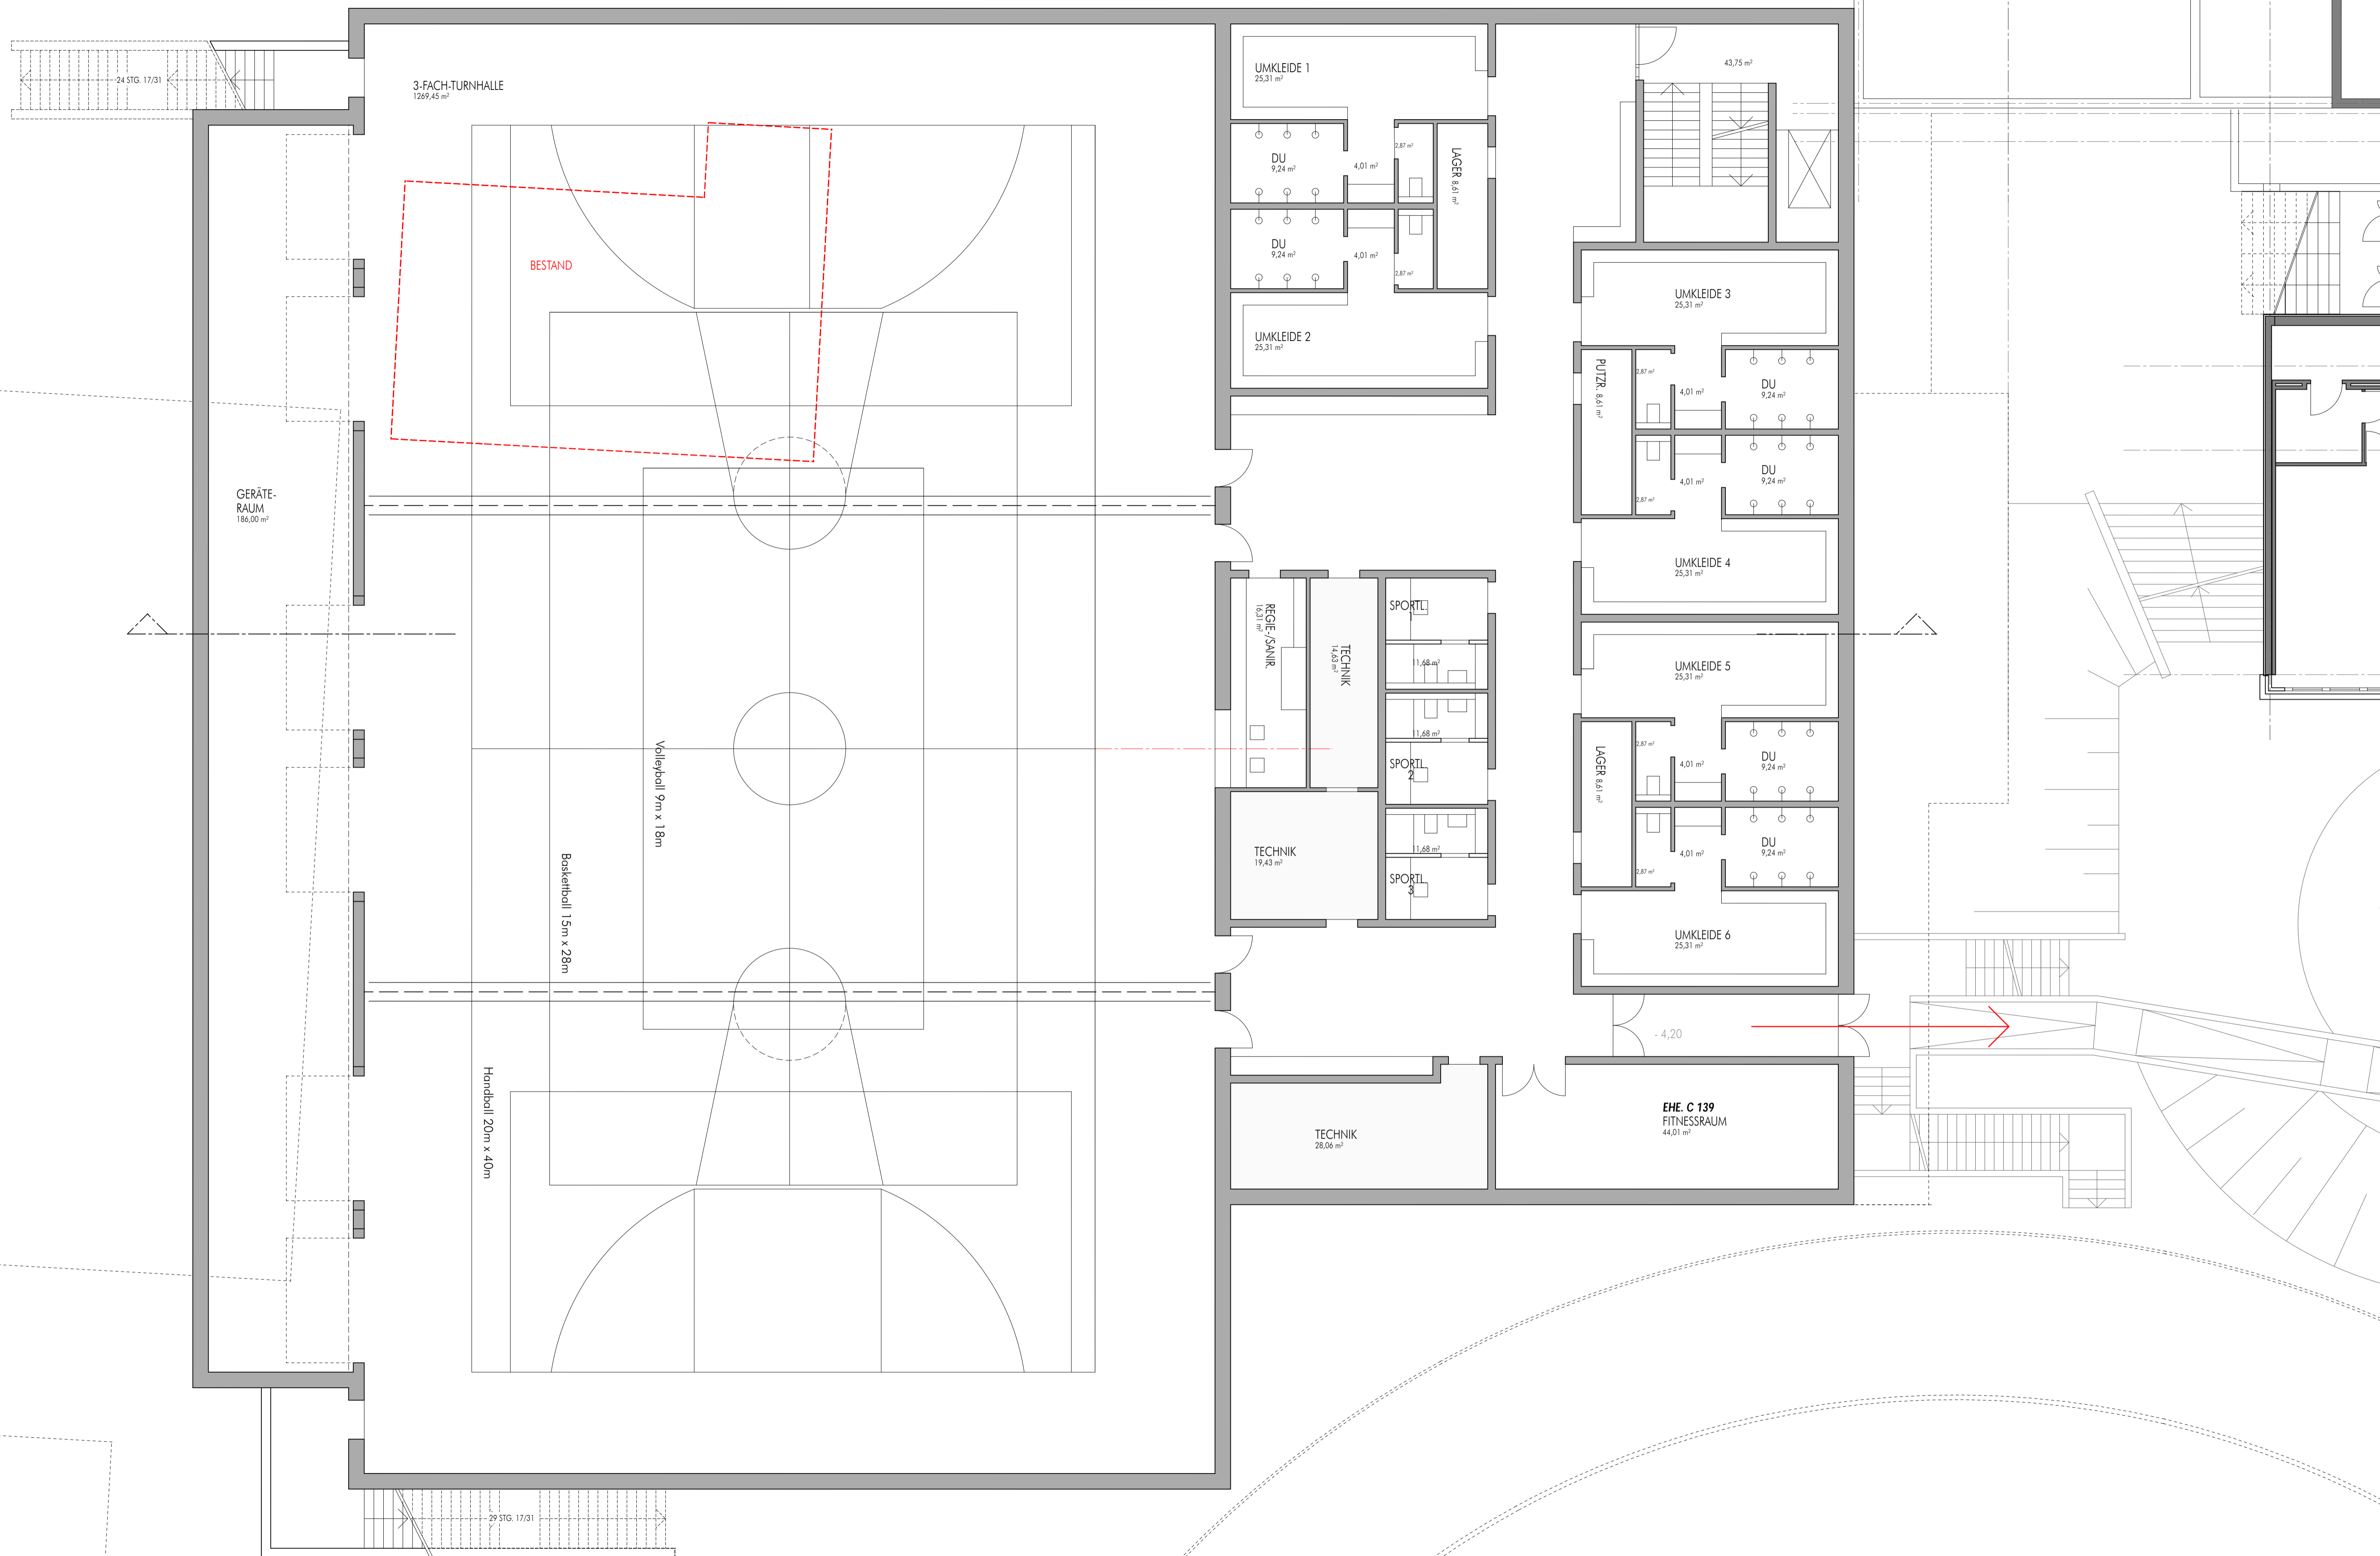 24 STG. 17/31
3-FACH-TURNHALLE
1269,45 m²
BESTAND
GERÄTE-
RAUM
186,00 m²
Volleyball 9m x 18m
Baskettball 15m x 28m
Handball 20m x 40m
29 STG. 17/31
UMKLEIDE 1
25,31 m²
DU
9,24 m²
4,01 m²
2,87 m²
LAGER 8,61 m²
DU
9,24 m²
4,01 m²
2,87 m²
UMKLEIDE 2
25,31 m²
43,75 m²
UMKLEIDE 3
25,31 m²
PUTZR. 8,61 m²
2,87 m²
4,01 m²
DU
9,24 m²
2,87 m²
4,01 m²
DU
9,24 m²
UMKLEIDE 4
25,31 m²
REGIE-/SANIR.
16,31 m²
TECHNIK
14,63 m²
SPORTL.
1
11,68 m²
11,68 m²
SPORTL.
2
TECHNIK
19,43 m²
11,68 m²
SPORTL.
3
UMKLEIDE 5
25,31 m²
LAGER 8,61 m²
2,87 m²
4,01 m²
DU
9,24 m²
2,87 m²
4,01 m²
DU
9,24 m²
UMKLEIDE 6
25,31 m²
- 4,20
TECHNIK
28,06 m²
EHE. C 139
FITNESSRAUM
44,01 m²